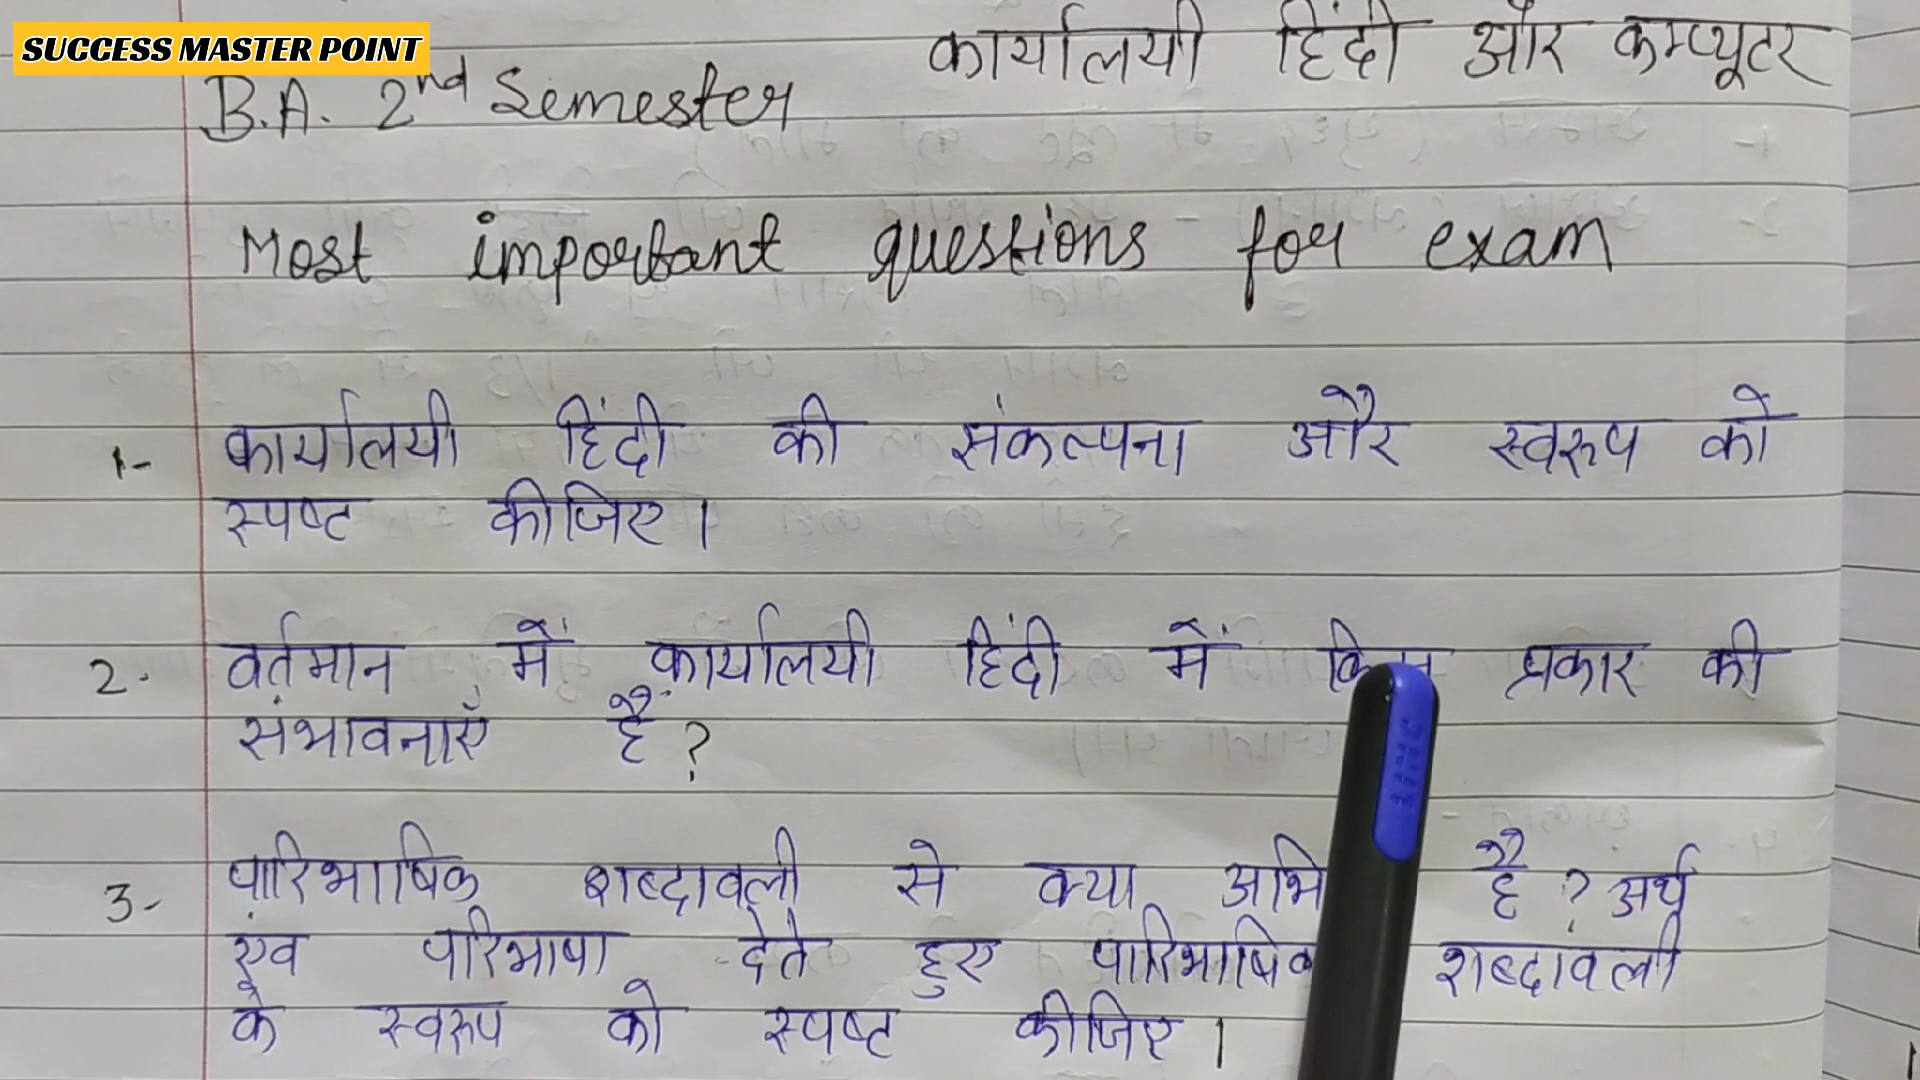 SUCCESS MASTER POINT
कार्यालयी हिंदी और कम्प्यूटर
B.A. 2nd Semester
Most important questions for exam
1- कार्यालयी हिंदी की संकल्पना और स्वरूप को
स्पष्ट कीजिए।
2. वर्तमान में कार्यालयी हिंदी में प्रकार की
संभावनाएँ हैं?
3- पारिभाषिक शब्दावली से क्या है? अर्थ
एंव परिभाषा देते हुए पारिभाषिक शब्दावली
के स्वरूप को स्पष्ट कीजिए।